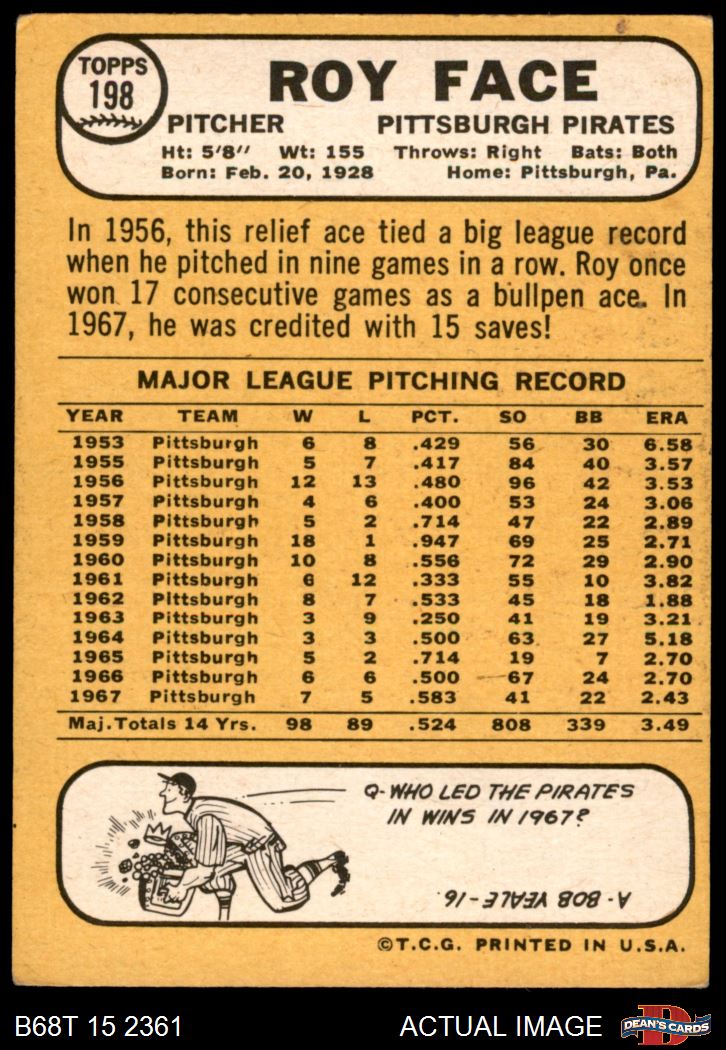 TOPPS
198
ROY FACE
PITCHER PITTSBURGH PIRATES
Ht: 5'8" Wt: 155 Throws: Right Bats: Both
Born: Feb. 20, 1928 Home: Pittsburgh, Pa.
In 1956, this relief ace tied a big league record
when he pitched in nine games in a row. Roy once
won 17 consecutive games as a bullpen ace. In
1967, he was credited with 15 saves!
MAJOR LEAGUE PITCHING RECORD
YEAR TEAM W L PCT. SO BB ERA
1953 Pittsburgh 6 8 .429 56 30 6.58
1955 Pittsburgh 5 7 .417 84 40 3.57
1956 Pittsburgh 12 13 .480 96 42 3.53
1957 Pittsburgh 4 6 .400 53 24 3.06
1958 Pittsburgh 5 2 .714 47 22 2.89
1959 Pittsburgh 18 1 .947 69 25 2.71
1960 Pittsburgh 10 8 .556 72 29 2.90
1961 Pittsburgh 6 12 .333 55 10 3.82
1962 Pittsburgh 8 7 .533 45 18 1.88
1963 Pittsburgh 3 9 .250 41 19 3.21
1964 Pittsburgh 3 3 .500 63 27 5.18
1965 Pittsburgh 5 2 .714 19 7 2.70
1966 Pittsburgh 6 6 .500 67 24 2.70
1967 Pittsburgh 7 5 .583 41 22 2.43
Maj. Totals 14 Yrs. 98 89 .524 808 339 3.49
Q-WHO LED THE PIRATES
IN WINS IN 1967?
A-BOB VEALE-16
©T.C.G. PRINTED IN U.S.A.
B68T 15 2361 ACTUAL IMAGE
D
DEAN'S CARDS